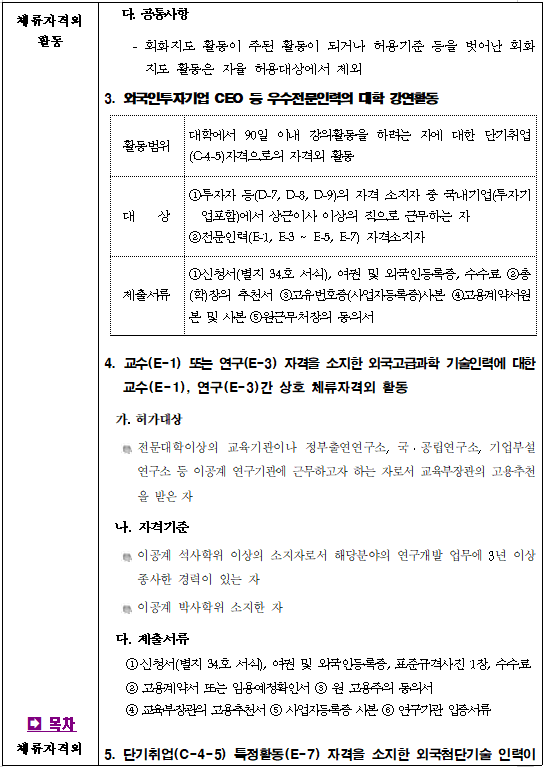 체류자격외
활동
다. 공통사항
- 회화지도 활동이 주된 활동이 되거나 허용기준 등을 벗어난 회화
지도 활동은 자율 허용대상에서 제외
3. 외국인투자기업 CEO 등 우수전문인력의 대학 강연활동
활동범위
대학에서 90일 이내 강의활동을 하려는 자에 대한 단기취업
(C-4-5)자격으로의 자격외 활동
대 상
①투자자 등(D-7, D-8, D-9)의 자격 소지자 중 국내기업(투자기
업포함)에서 상근이사 이상의 직으로 근무하는 자
②전문인력(E-1, E-3 ~ E-5, E-7) 자격소지자
제출서류
①신청서(별지 34호 서식), 여권 및 외국인등록증, 수수료 ②총
(학)장의 추천서 ③고유번호증(사업자등록증)사본 ④고용계약서원
본 및 사본 ⑤원근무처장의 동의서
4. 교수(E-1) 또는 연구(E-3) 자격을 소지한 외국고급과학 기술인력에 대한
교수(E-1), 연구(E-3)간 상호 체류자격외 활동
가. 허가대상
전문대학이상의 교육기관이나 정부출연연구소, 국·공립연구소, 기업부설
연구소 등 이공계 연구기관에 근무하고자 하는 자로서 교육부장관의 고용추천
을 받은 자
나. 자격기준
이공계 석사학위 이상의 소지자로서 해당분야의 연구개발 업무에 3년 이상
종사한 경력이 있는 자
이공계 박사학위 소지한 자
다. 제출서류
①신청서(별지 34호 서식), 여권 및 외국인등록증, 표준규격사진 1장, 수수료
② 고용계약서 또는 임용예정확인서 ③ 원 고용주의 동의서
④ 교육부장관의 고용추천서 ⑤ 사업자등록증 사본 ⑥ 연구기관 입증서류
목차
체류자격외
5. 단기취업(C-4-5) 특정활동(E-7) 자격을 소지한 외국첨단기술 인력이